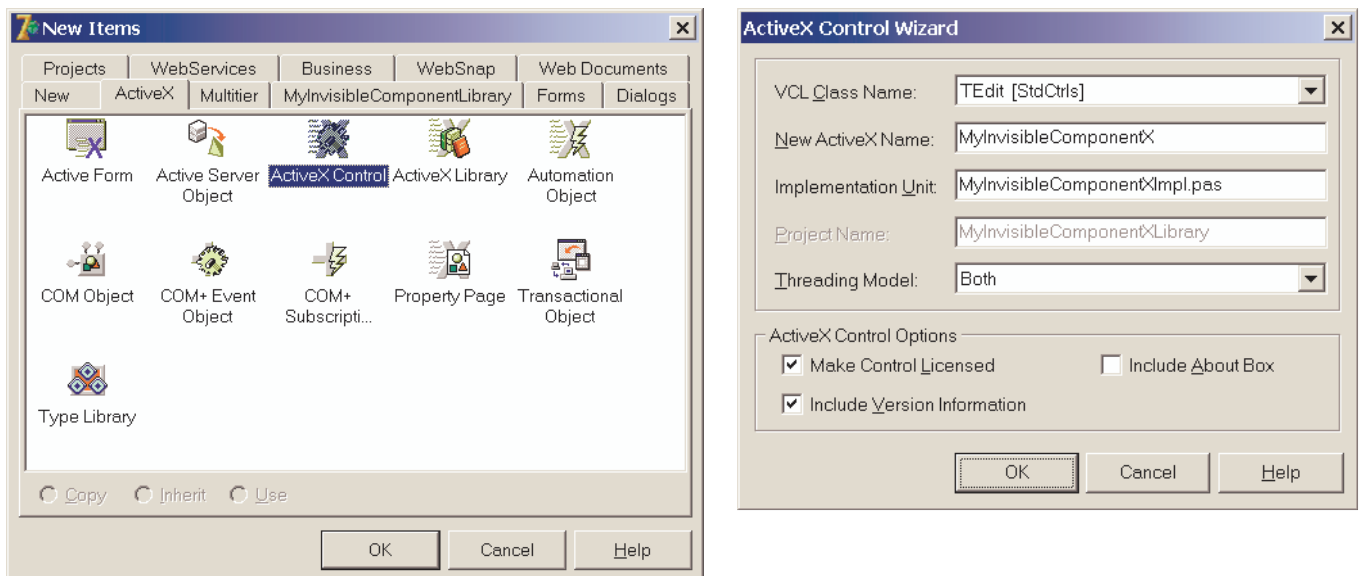 New Items
Projects
WebServices
Business
WebSnap
Web Documents
New
ActiveX
Multitier
MyInvisibleComponentLibrary
Forms
Dialogs
Active Form
Active Server
Object
ActiveX Control
ActiveX Library
Automation
Object
COM Object
COM+ Event
Object
COM+
Subscripti...
Property Page
Transactional
Object
Type Library
Copy
Inherit
Use
OK
Cancel
Help
ActiveX Control Wizard
VCL Class Name:
TEdit [StdCtrls]
New ActiveX Name:
MyInvisibleComponentX
Implementation Unit:
MyInvisibleComponentXImpl.pas
Project Name:
MyInvisibleComponentXLibrary
Threading Model:
Both
ActiveX Control Options
Make Control Licensed
Include About Box
Include Version Information
OK
Cancel
Help